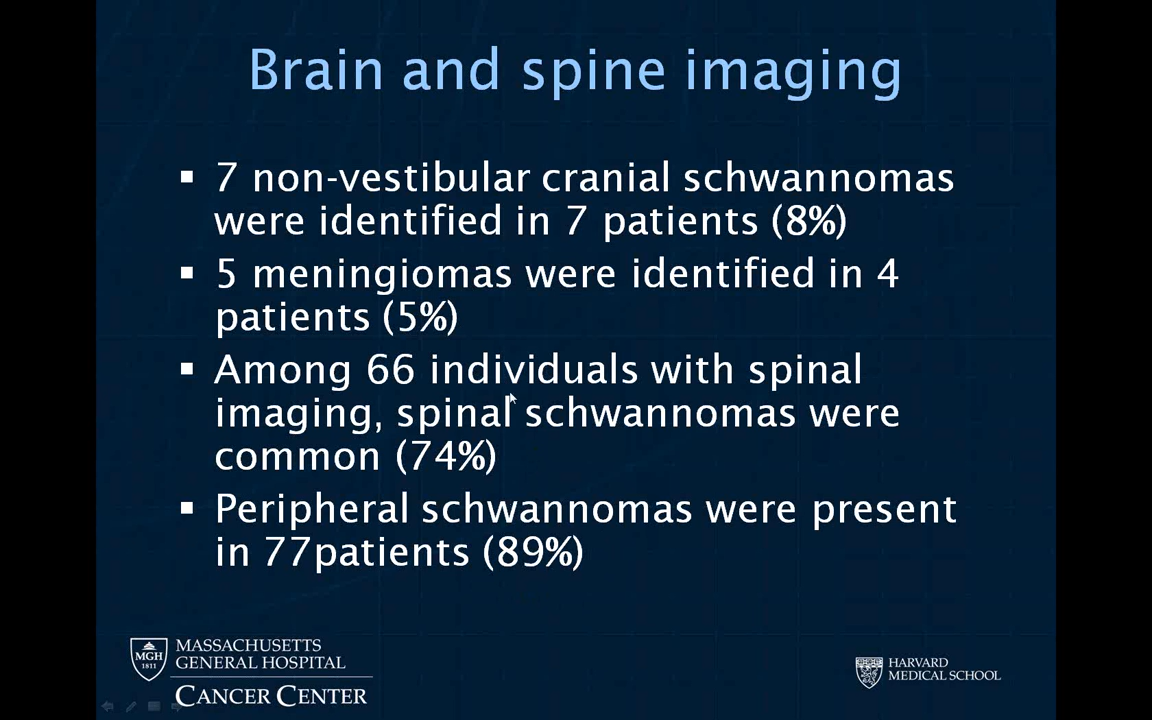 Brain and spine imaging
▪ 7 non-vestibular cranial schwannomas
were identified in 7 patients (8%)
▪ 5 meningiomas were identified in 4
patients (5%)
▪ Among 66 individuals with spinal
imaging, spinal schwannomas were
common (74%)
▪ Peripheral schwannomas were present
in 77patients (89%)
MGH
1811
MASSACHUSETTS
GENERAL HOSPITAL
CANCER CENTER
HARVARD
MEDICAL SCHOOL